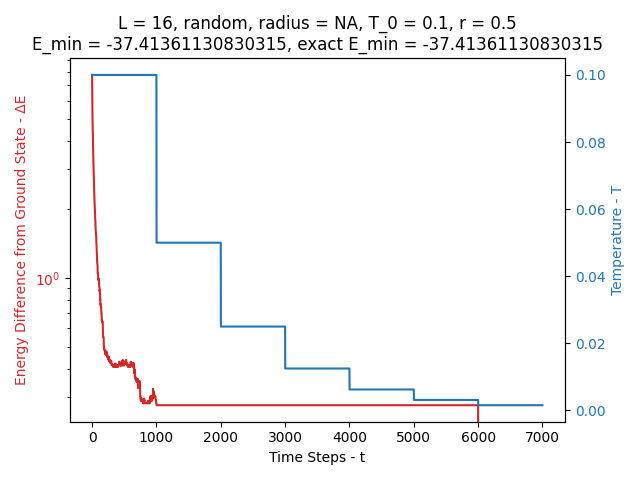 L = 16, random, radius = NA, T_0 = 0.1, r = 0.5
E_min = -37.41361130830315, exact E_min = -37.41361130830315
Energy Difference from Ground State - ΔE
10⁰
0.10
0.08
0.06
0.04
0.02
0.00
Temperature - T
0 1000 2000 3000 4000 5000 6000 7000
Time Steps - t